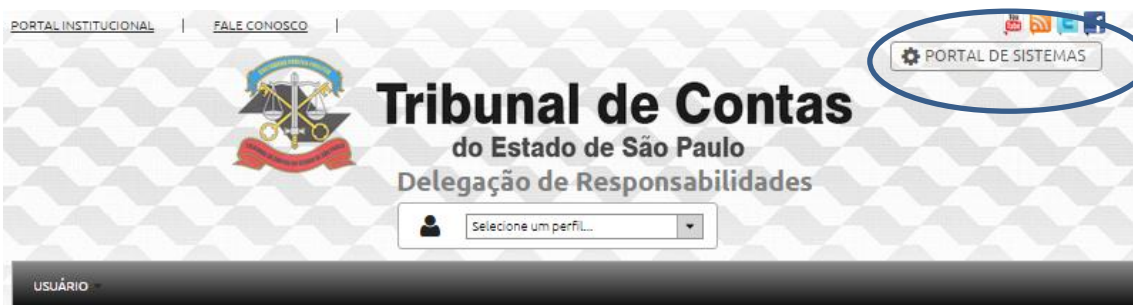 PORTAL INSTITUCIONAL | FALE CONOSCO |
PORTAL DE SISTEMAS
Tribunal de Contas
do Estado de São Paulo
Delegação de Responsabilidades
Selecione um perfil...
USUÁRIO